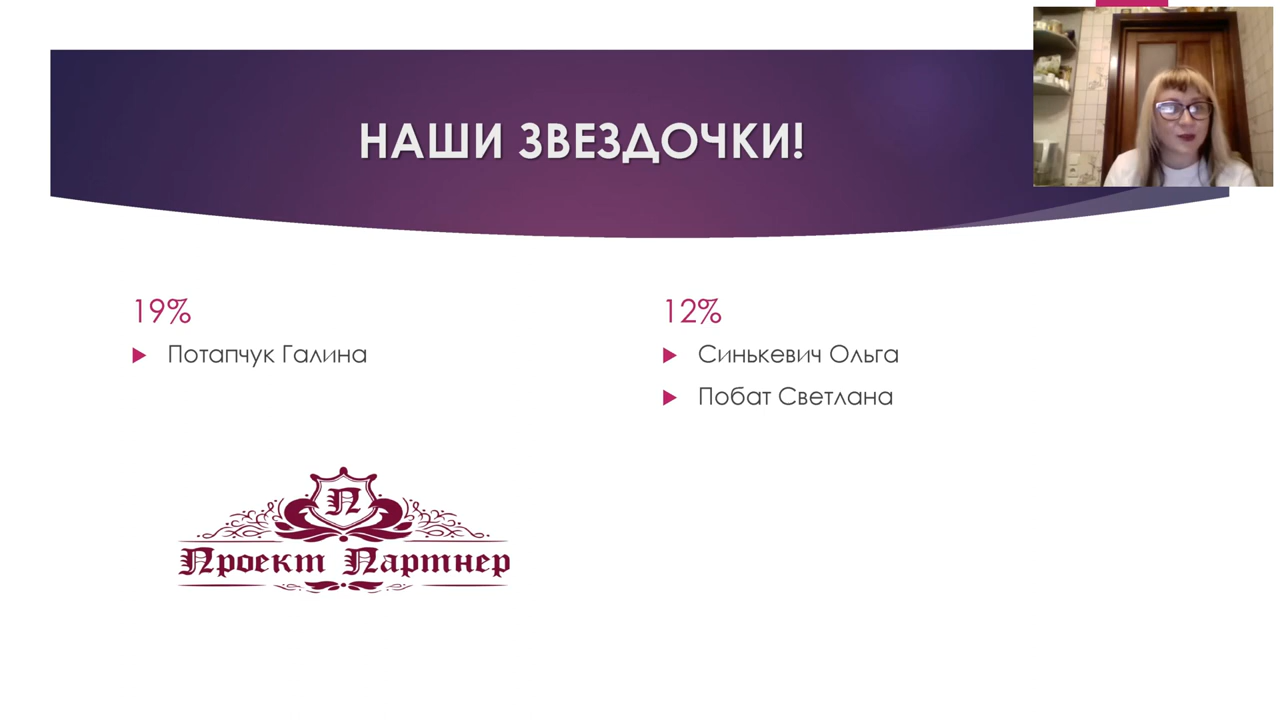 НАШИ ЗВЕЗДОЧКИ!
19%
Потапчук Галина
12%
Синькевич Ольга
Побат Светлана
П
Проект Партнер